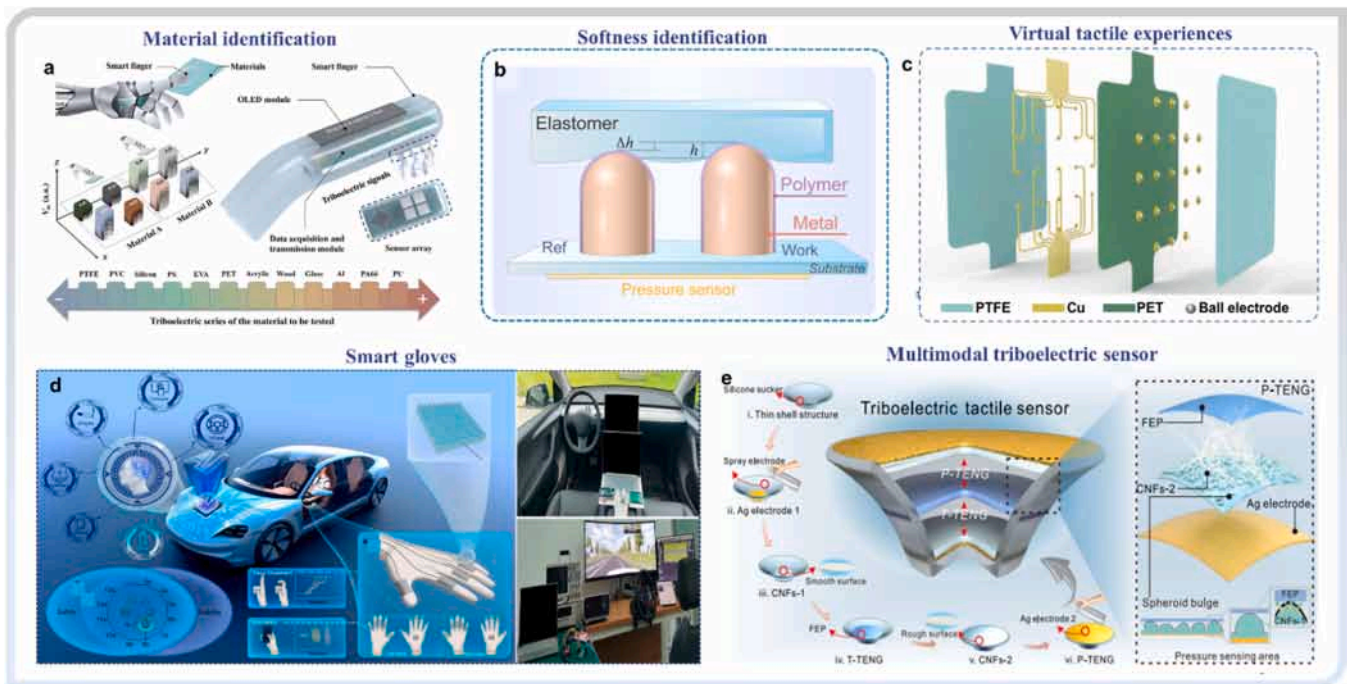 Material identification
Softness identification
Virtual tactile experiences
a
Smart finger
Materials
Smart finger
OLED module
Triboelectric signals
Data acquisition and
transmission module
Sensor array
Material A
Material B
x
y
z
PTFE PVC Silicon PS EVA PET Acrylic Wood Glass Al PA66 PU
Triboelectric series of the material to be tested
b
Elastomer
Δh
h
Polymer
Metal
Ref
Work
Substrate
Pressure sensor
c
PTFE Cu PET Ball electrode
Smart gloves
Multimodal triboelectric sensor
d
e
Silicone sucker
i. Thin shell structure
Spray electrode
ii. Ag electrode 1
iii. CNFs-1
Smooth surface
FEP
iv. T-TENG
Rough surface
v. CNFs-2
Ag electrode 2
vi. P-TENG
Triboelectric tactile sensor
P-TENG
T-TENG
P-TENG
FEP
CNFs-2
Ag electrode
Spheroid bulge
FEP
Pressure sensing area